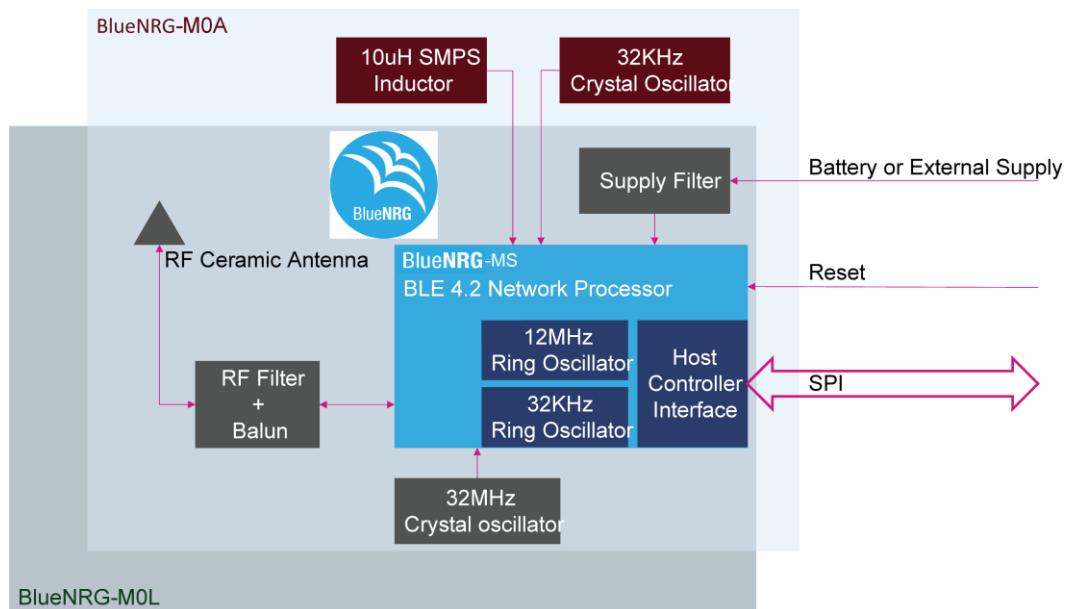 BlueNRG-M0A
10uH SMPS
Inductor
32KHz
Crystal Oscillator
BlueNRG
Supply Filter
Battery or External Supply
RF Ceramic Antenna
BlueNRG-MS
BLE 4.2 Network Processor
Reset
12MHz
Ring Oscillator
32KHz
Ring Oscillator
Host
Controller
Interface
SPI
RF Filter
+
Balun
32MHz
Crystal oscillator
BlueNRG-M0L